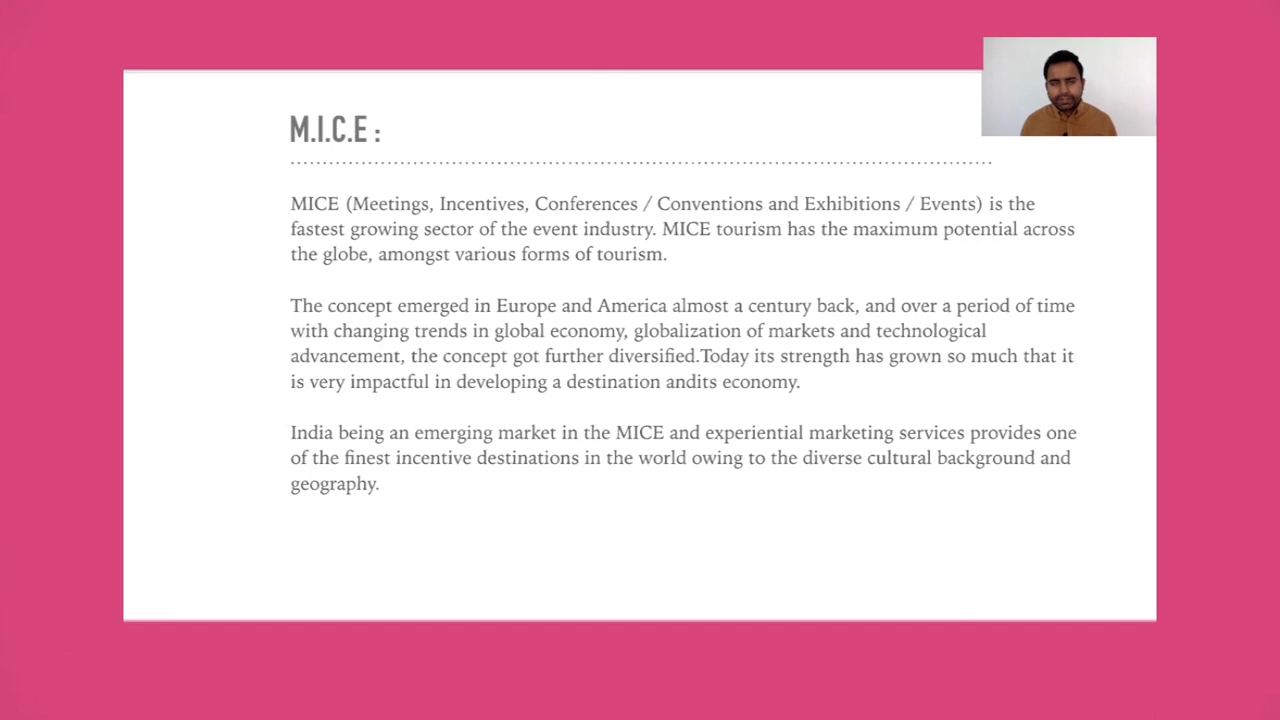 M.I.C.E :
MICE (Meetings, Incentives, Conferences / Conventions and Exhibitions / Events) is the
fastest growing sector of the event industry. MICE tourism has the maximum potential across
the globe, amongst various forms of tourism.
The concept emerged in Europe and America almost a century back, and over a period of time
with changing trends in global economy, globalization of markets and technological
advancement, the concept got further diversified.Today its strength has grown so much that it
is very impactful in developing a destination andits economy.
India being an emerging market in the MICE and experiential marketing services provides one
of the finest incentive destinations in the world owing to the diverse cultural background and
geography.